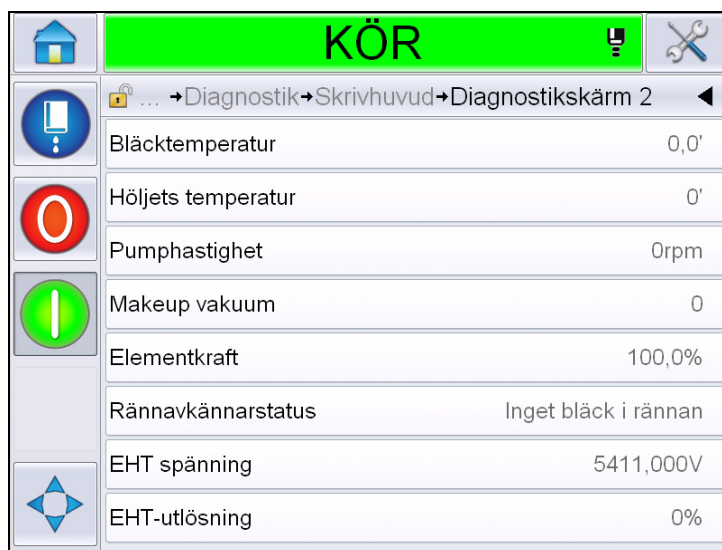 KÖR
... →Diagnostik→Skrivhuvud→Diagnostikskärm 2
Bläcktemperatur 0,0'
Höljets temperatur 0'
Pumphastighet 0rpm
Makeup vakuum 0
Elementkraft 100,0%
Rännavkännarstatus Inget bläck i rännan
EHT spänning 5411,000V
EHT-utlösning 0%